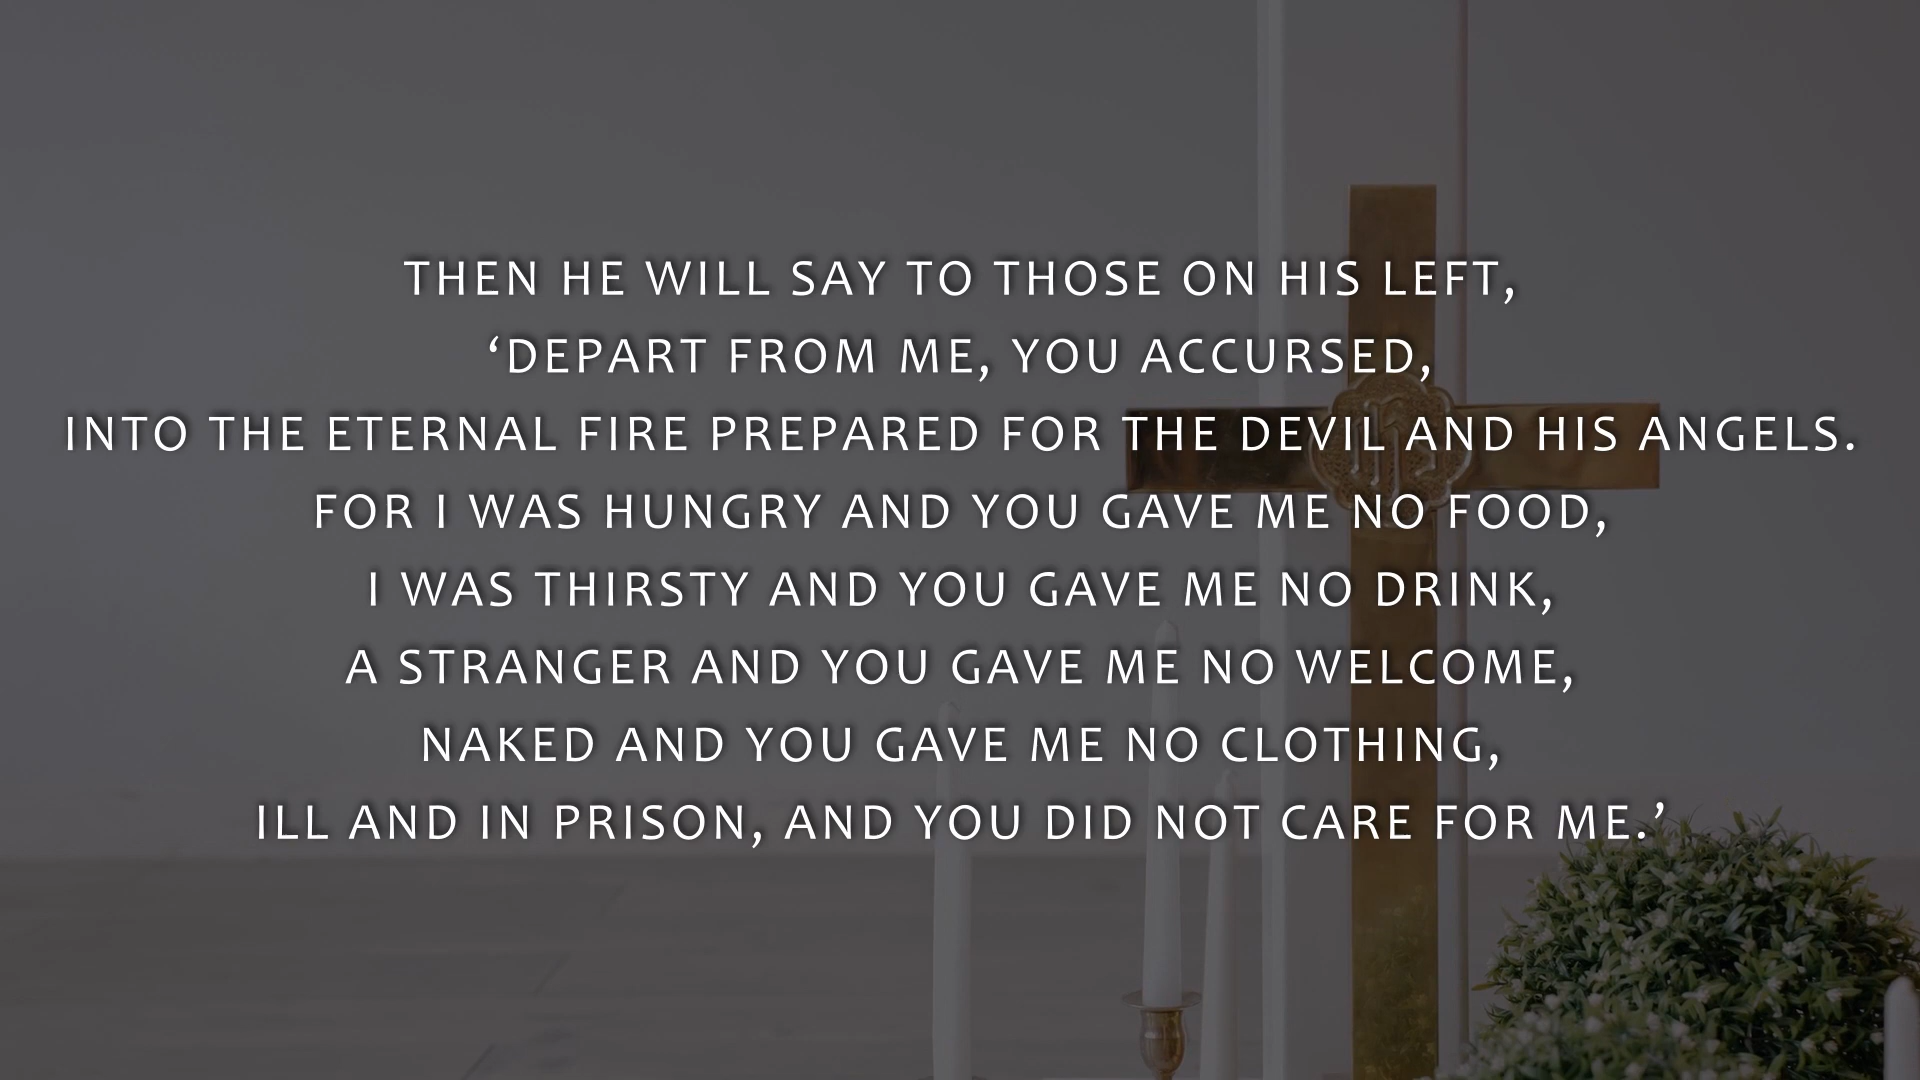 THEN HE WILL SAY TO THOSE ON HIS LEFT,
‘DEPART FROM ME, YOU ACCURSED,
INTO THE ETERNAL FIRE PREPARED FOR THE DEVIL AND HIS ANGELS.
FOR I WAS HUNGRY AND YOU GAVE ME NO FOOD,
I WAS THIRSTY AND YOU GAVE ME NO DRINK,
A STRANGER AND YOU GAVE ME NO WELCOME,
NAKED AND YOU GAVE ME NO CLOTHING,
ILL AND IN PRISON, AND YOU DID NOT CARE FOR ME.’